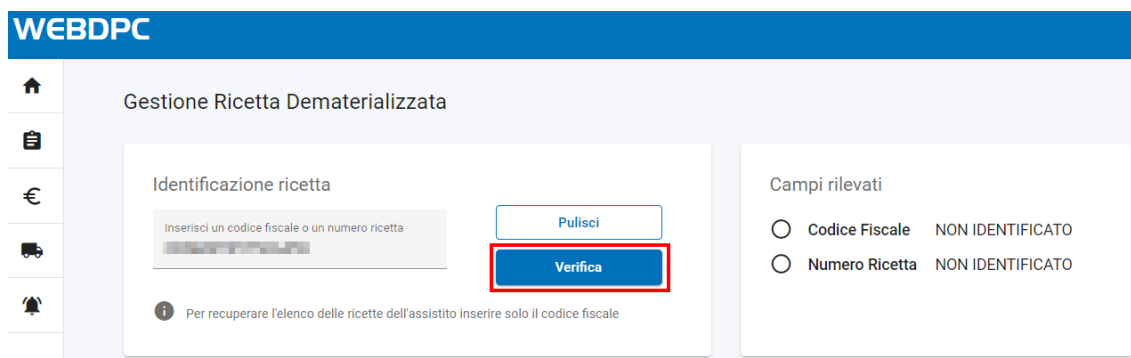 WEBDPC
Gestione Ricetta Dematerializzata
Identificazione ricetta
Inserisci un codice fiscale o un numero ricetta
Pulisci
Verifica
Per recuperare l'elenco delle ricette dell'assistito inserire solo il codice fiscale
Campi rilevati
Codice Fiscale NON IDENTIFICATO
Numero Ricetta NON IDENTIFICATO